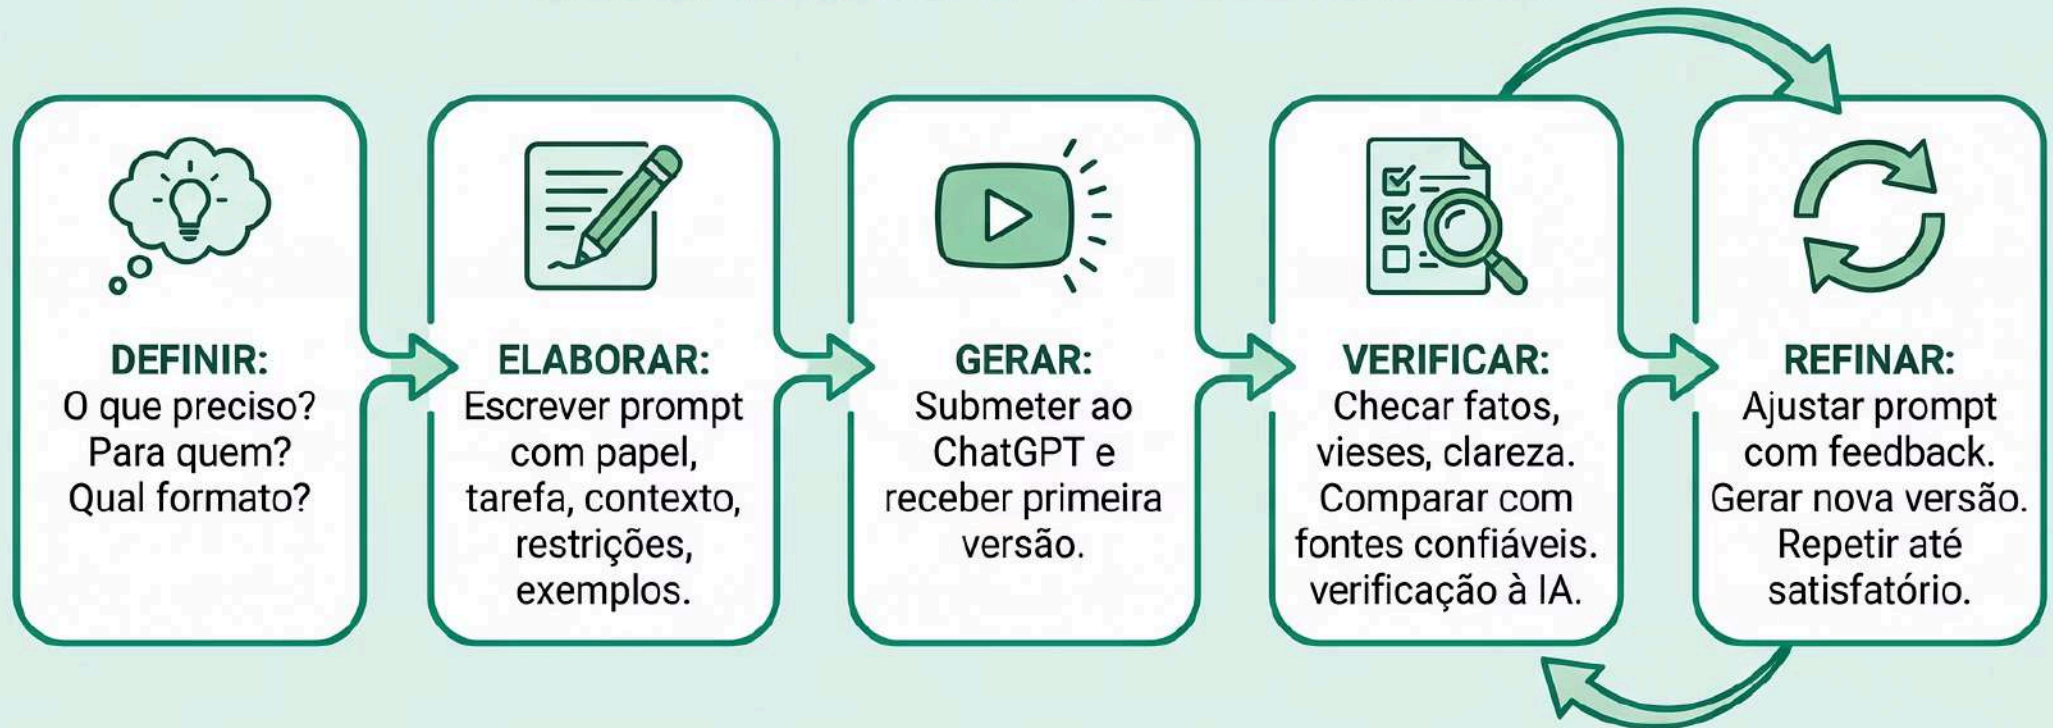 DEFINIR:
O que preciso?
Para quem?
Qual formato?
ELABORAR:
Escrever prompt
com papel,
tarefa, contexto,
restrições,
exemplos.
GERAR:
Submeter ao
ChatGPT e
receber primeira
versão.
VERIFICAR:
Checar fatos,
vieses, clareza.
Comparar com
fontes confiáveis.
verificação à IA.
REFINAR:
Ajustar prompt
com feedback.
Gerar nova versão.
Repetir até
satisfatório.